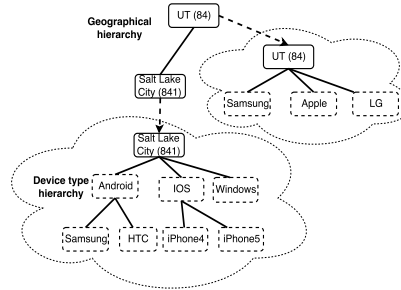 Geographical
hierarchy
UT (84)
UT (84)
Samsung
Apple
LG
Salt Lake
City (841)
Salt Lake
City (841)
Device type
hierarchy
Android
IOS
Windows
Samsung
HTC
iPhone4
iPhone5